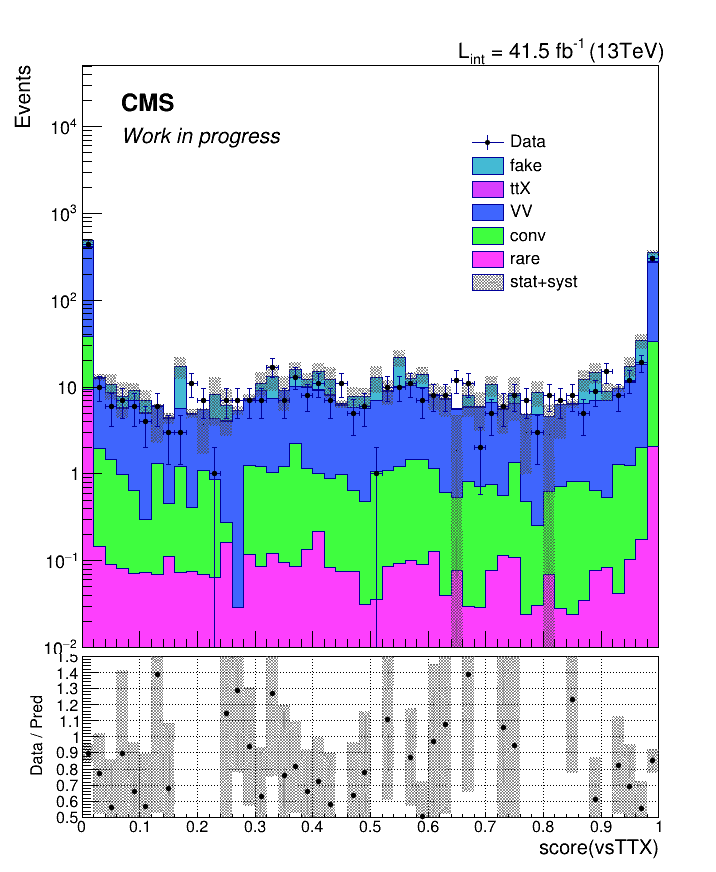 L_int = 41.5 fb^-1 (13TeV)
Events
CMS
Work in progress
Data
fake
ttX
VV
conv
rare
stat+syst
10^4
10^3
10^2
10
1
10^−1
10^−2
1.5
1.4
1.3
1.2
1.1
1
0.9
0.8
0.7
0.6
0.5
Data / Pred
0 0.1 0.2 0.3 0.4 0.5 0.6 0.7 0.8 0.9 1
score(vsTTX)